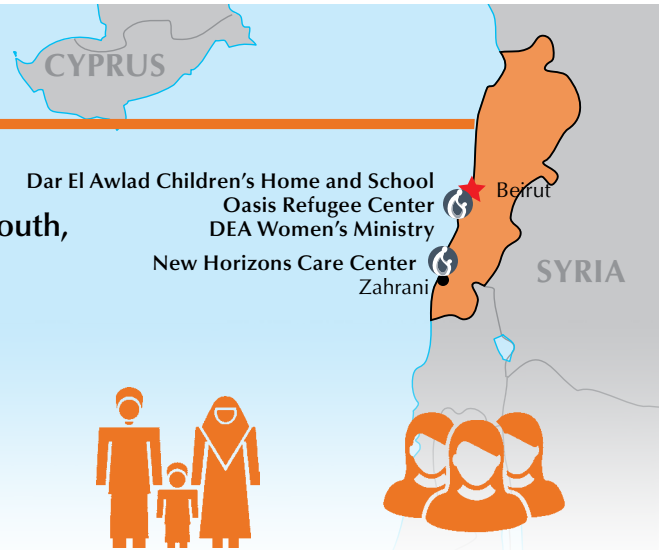 CYPRUS
Dar El Awlad Children's Home and School
Oasis Refugee Center
DEA Women's Ministry
Beirut
outh,
New Horizons Care Center
Zahrani
SYRIA